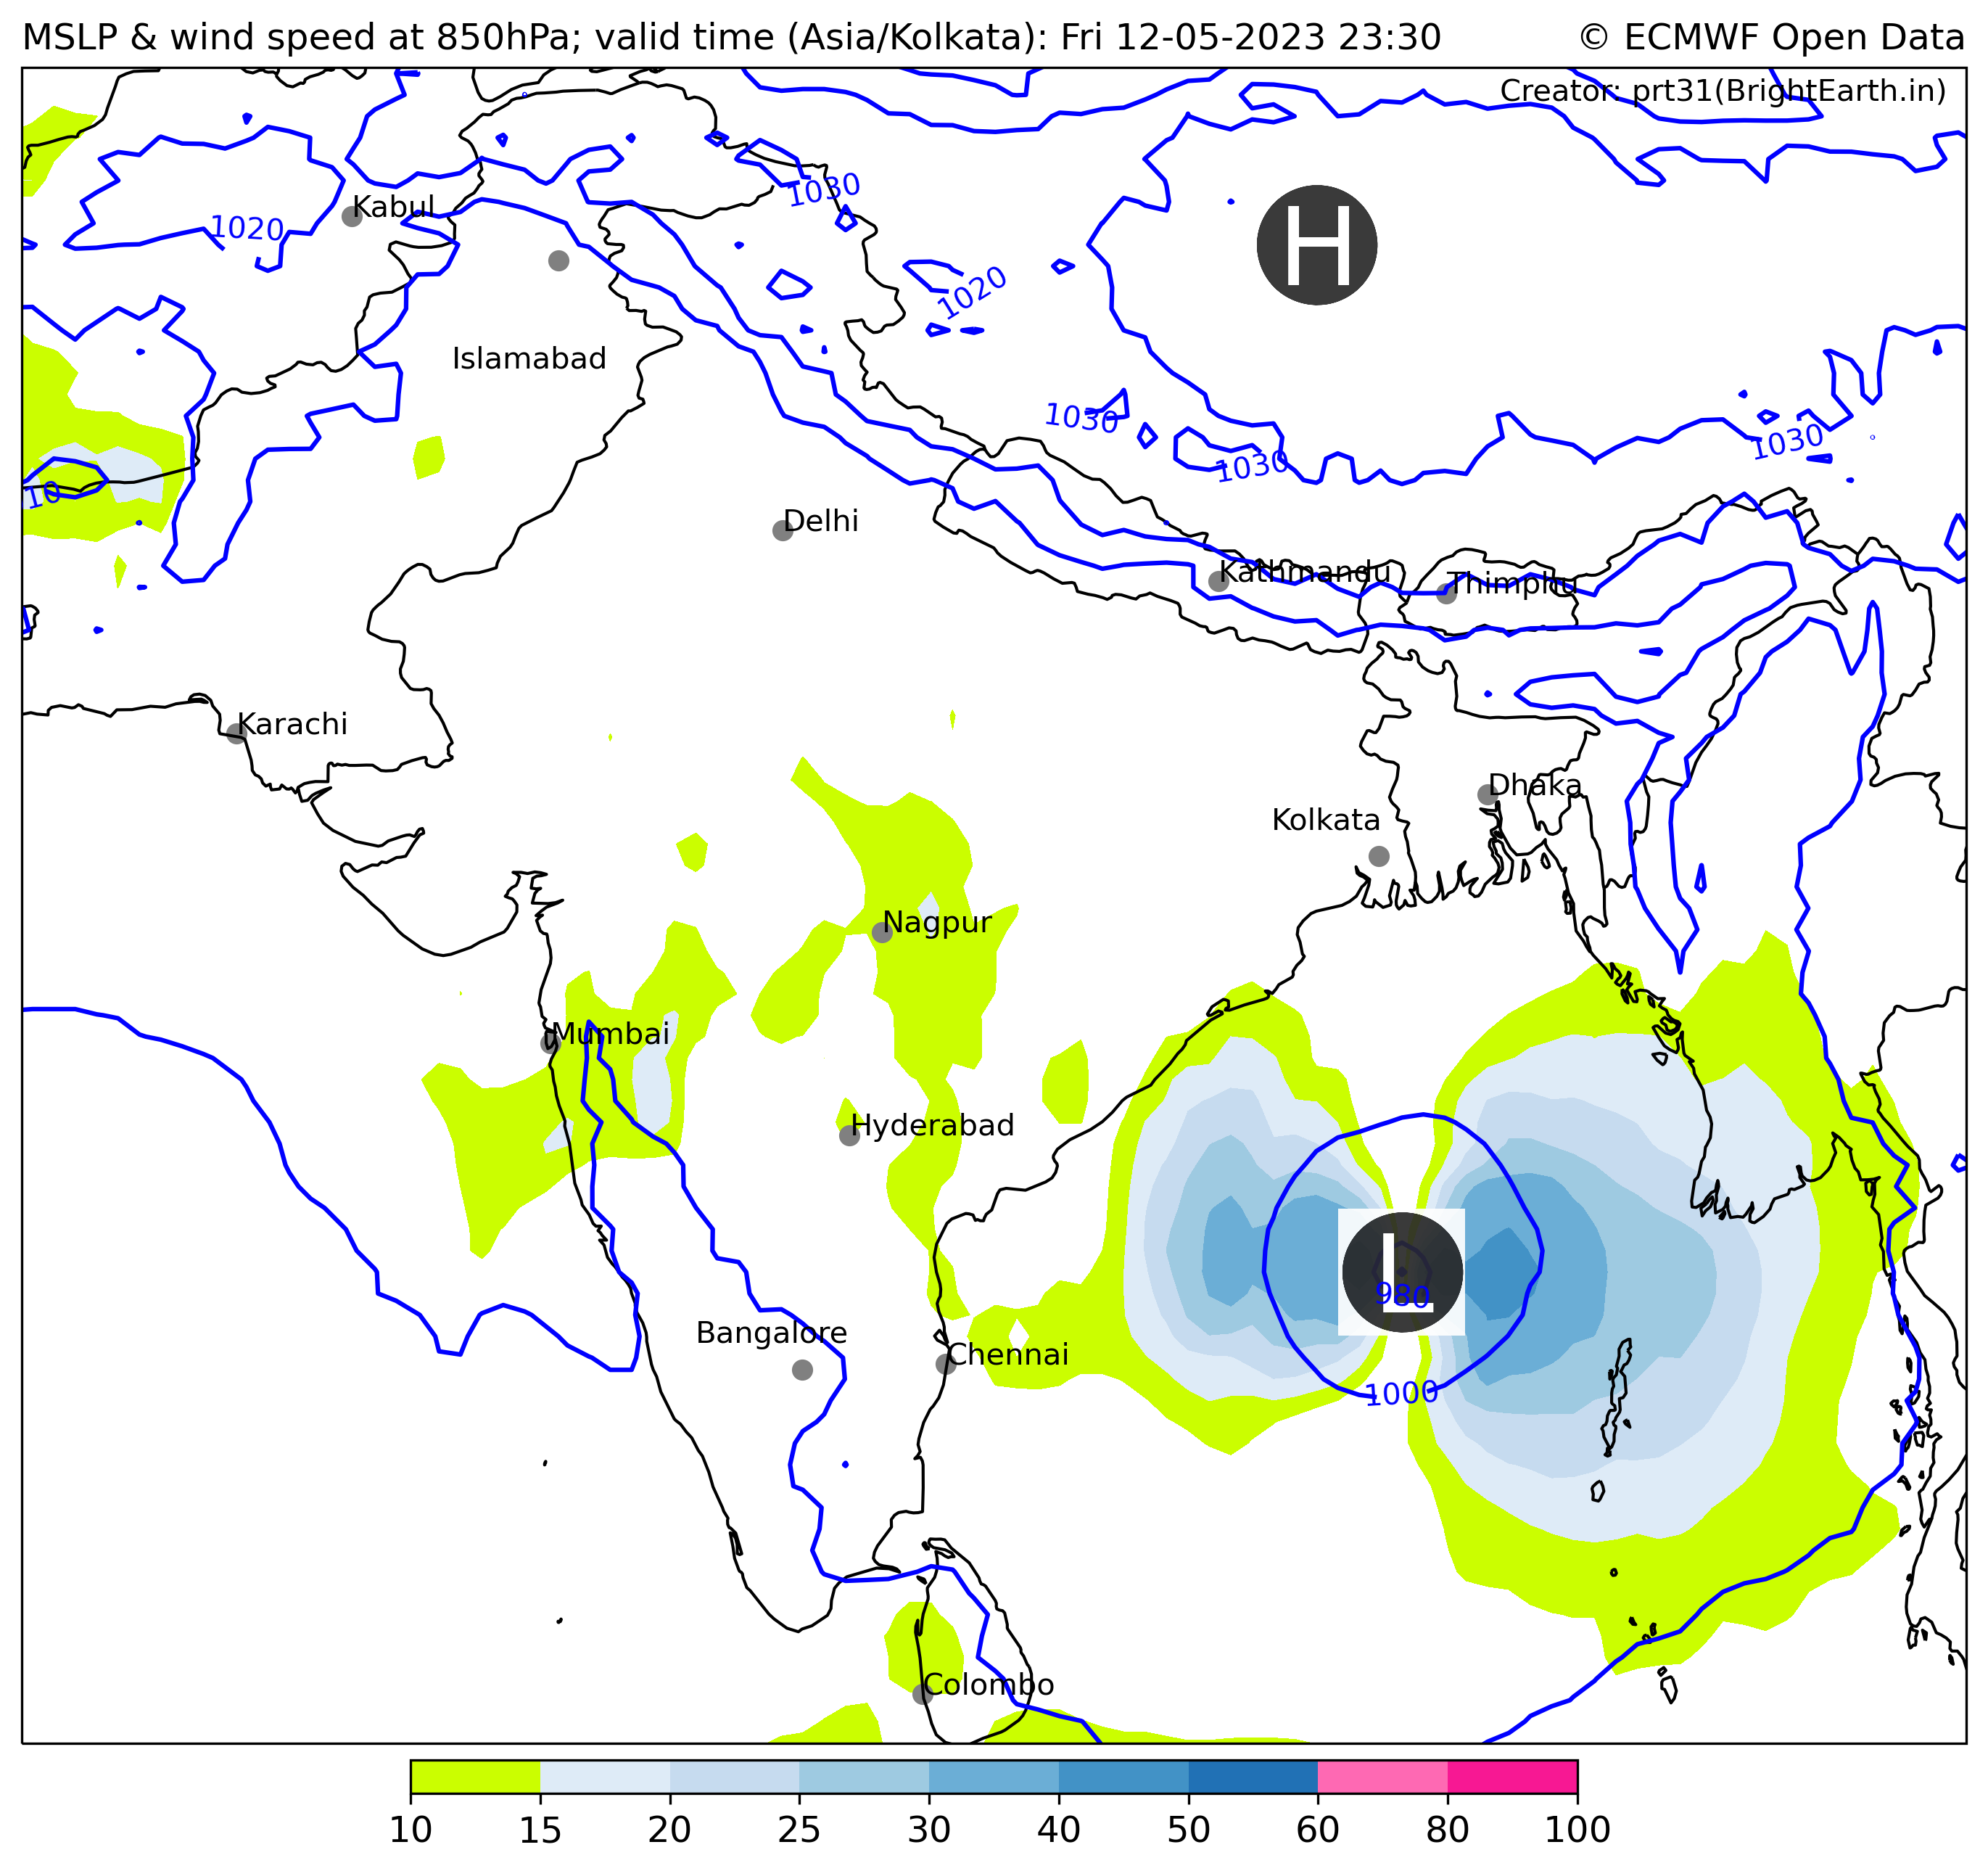 MSLP & wind speed at 850hPa; valid time (Asia/Kolkata): Fri 12-05-2023 23:30
© ECMWF Open Data
Creator: prt31(BrightEarth.in)
1030
H
Kabul
1020
1020
Islamabad
1030
1030
1030
10
Delhi
Kathmandu
Thimphu
Karachi
Dhaka
Kolkata
Nagpur
Mumbai
Hyderabad
L
980
Bangalore
Chennai
1000
Colombo
10 15 20 25 30 40 50 60 80 100